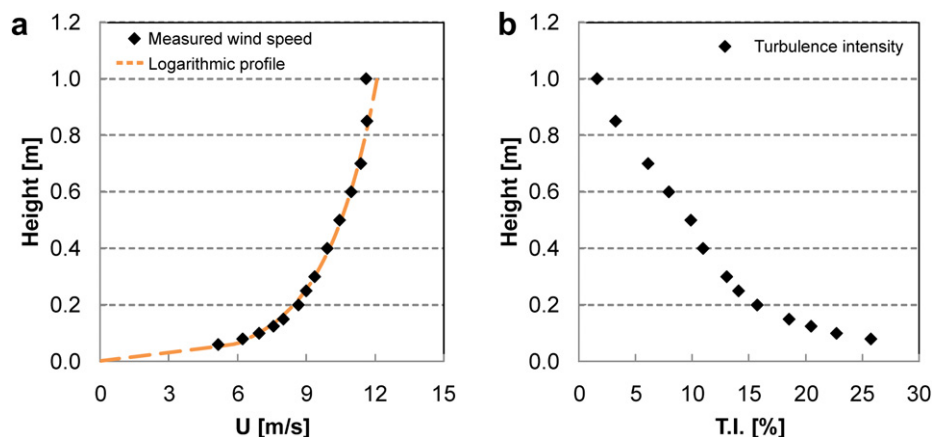 a
1.2
1.0
0.8
0.6
0.4
0.2
0.0
Height [m]
Measured wind speed
Logarithmic profile
0 3 6 9 12 15
U [m/s]
b
1.2
1.0
0.8
0.6
0.4
0.2
0.0
Height [m]
Turbulence intensity
0 5 10 15 20 25 30
T.I. [%]